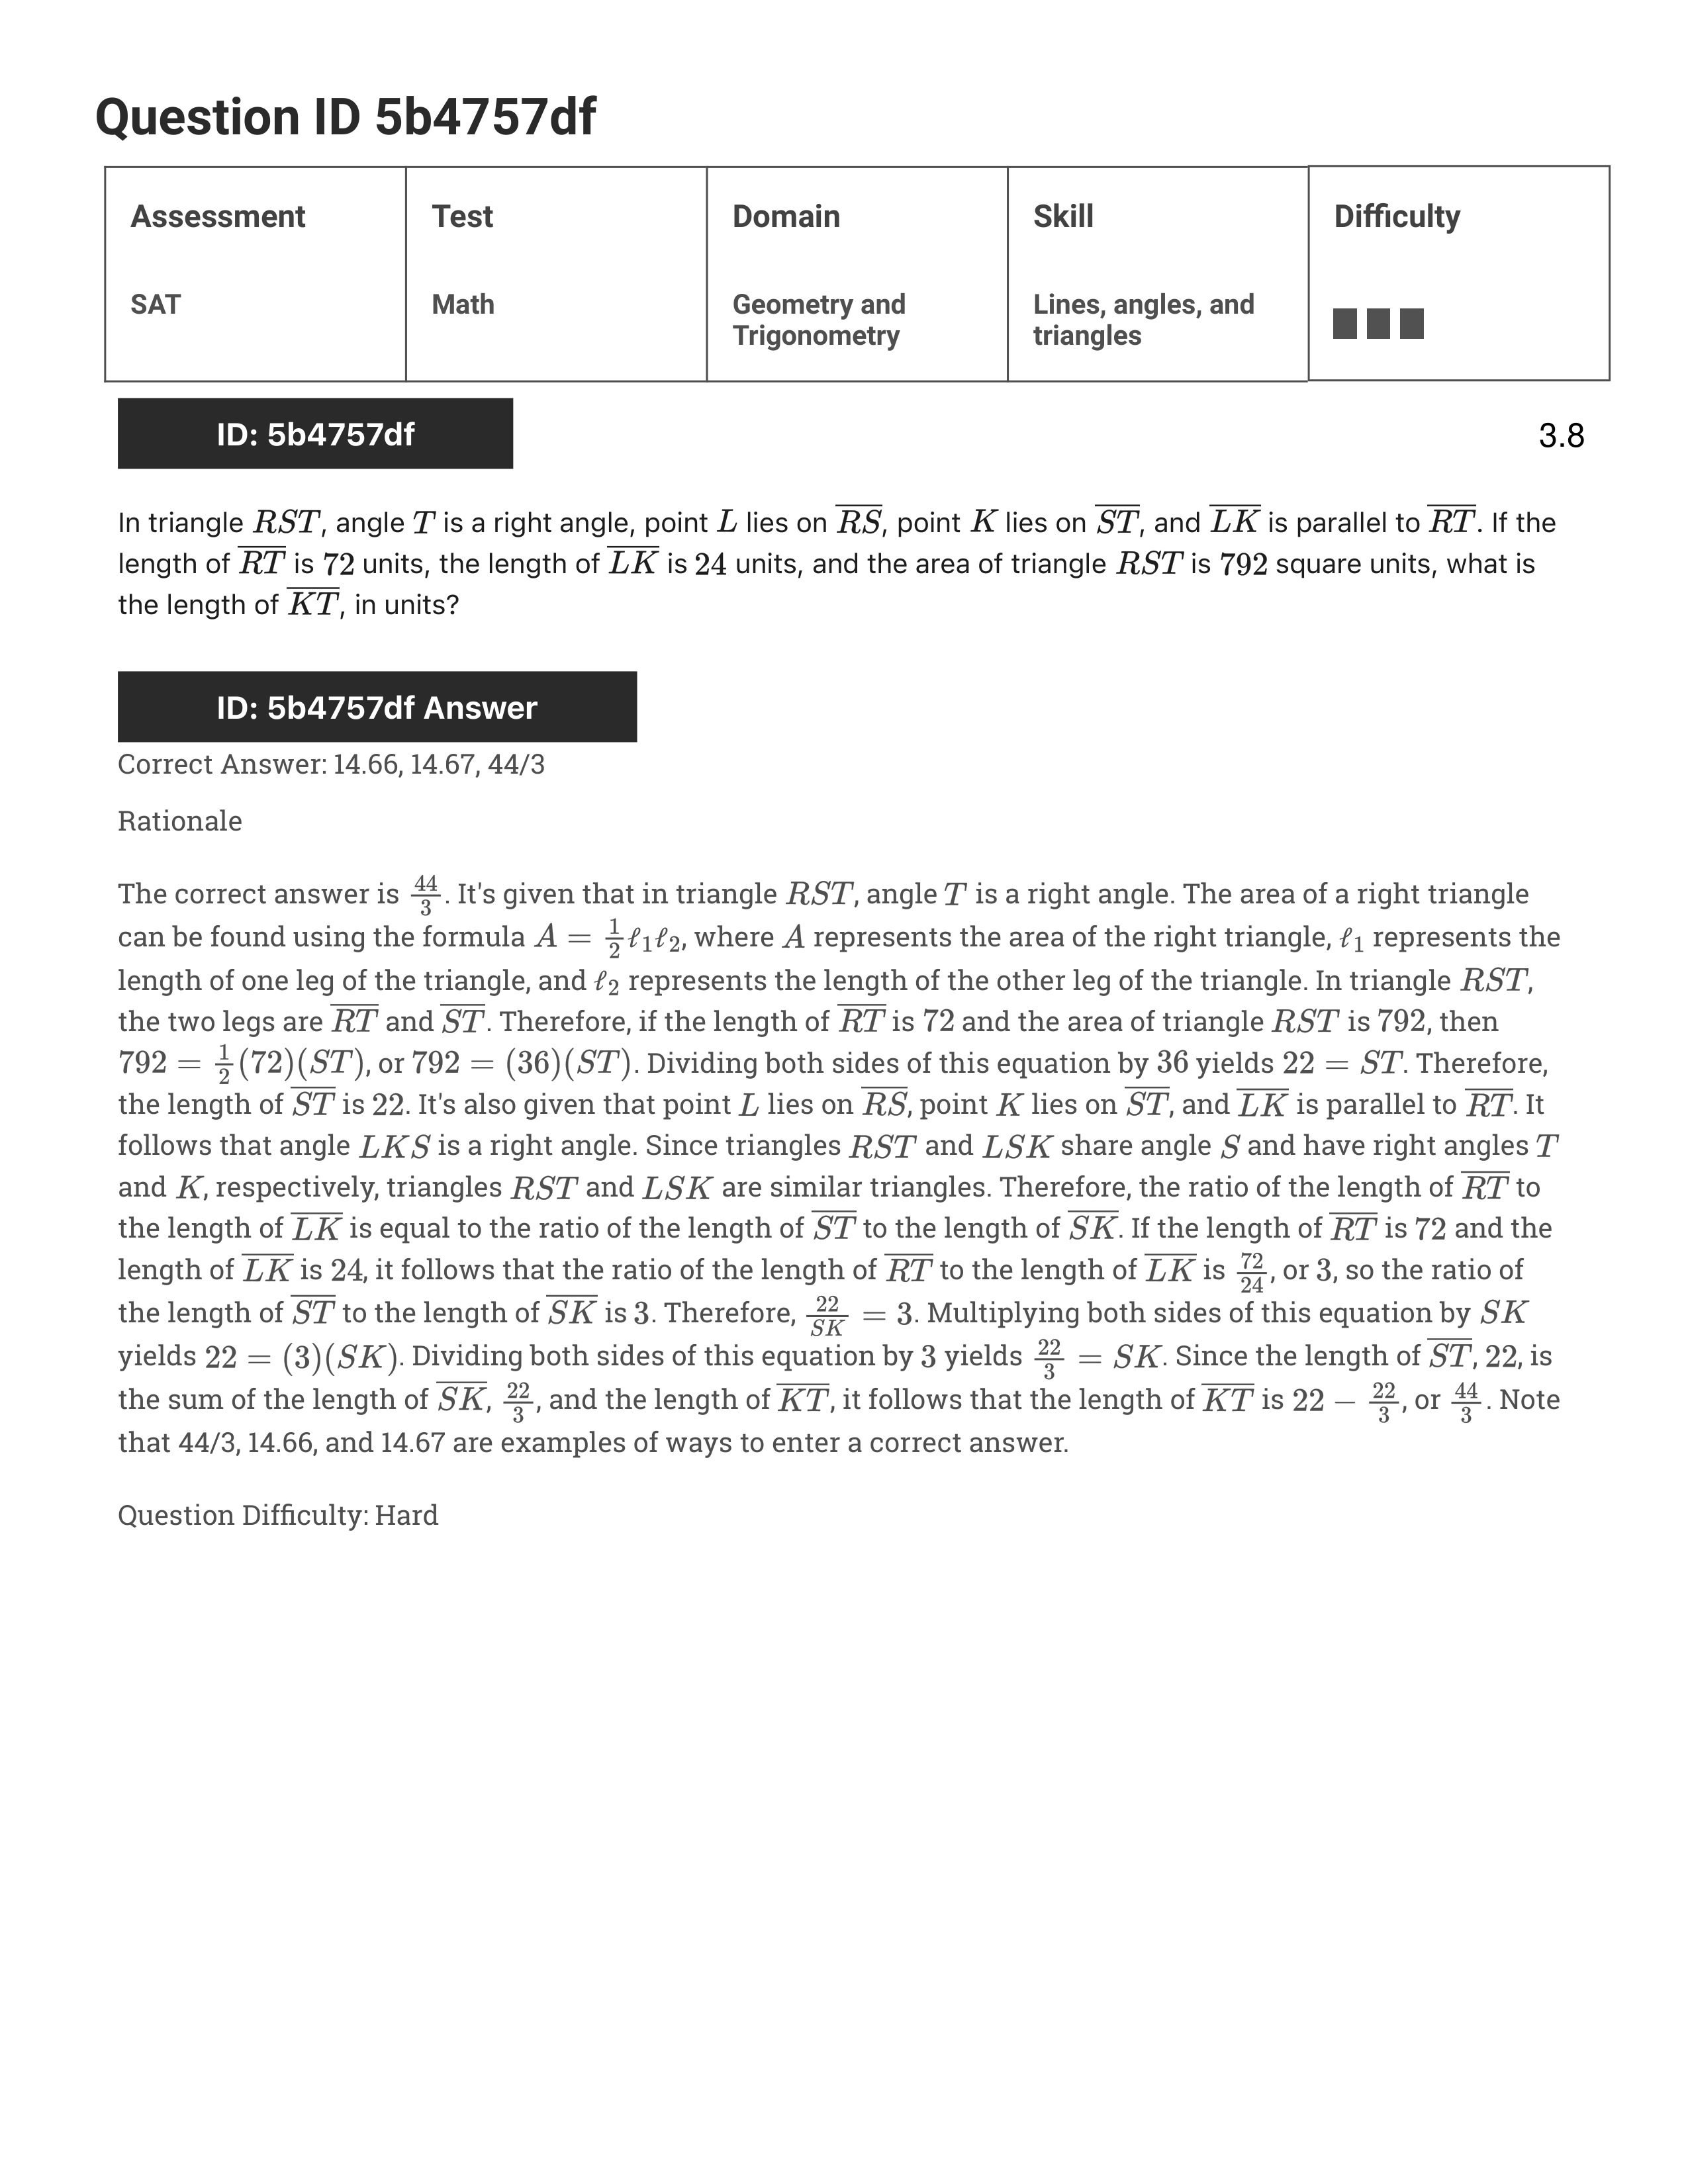 Question ID 5b4757df
Assessment
Test
Domain
Skill
Difficulty
SAT
Math
Geometry and
Trigonometry
Lines, angles, and
triangles
ID: 5b4757df
3.8
In triangle RST, angle T is a right angle, point L lies on \overline{RS}, point K lies on \overline{ST}, and \overline{LK} is parallel to \overline{RT}. If the
length of \overline{RT} is 72 units, the length of \overline{LK} is 24 units, and the area of triangle RST is 792 square units, what is
the length of \overline{KT}, in units?
ID: 5b4757df Answer
Correct Answer: 14.66, 14.67, 44/3
Rationale
The correct answer is \frac{44}{3}. It's given that in triangle RST, angle T is a right angle. The area of a right triangle
can be found using the formula A = \frac{1}{2}ℓ_1ℓ_2, where A represents the area of the right triangle, ℓ_1 represents the
length of one leg of the triangle, and ℓ_2 represents the length of the other leg of the triangle. In triangle RST,
the two legs are \overline{RT} and \overline{ST}. Therefore, if the length of \overline{RT} is 72 and the area of triangle RST is 792, then
792 = \frac{1}{2}(72)(ST), or 792 = (36)(ST). Dividing both sides of this equation by 36 yields 22 = ST. Therefore,
the length of \overline{ST} is 22. It's also given that point L lies on \overline{RS}, point K lies on \overline{ST}, and \overline{LK} is parallel to \overline{RT}. It
follows that angle LKS is a right angle. Since triangles RST and LSK share angle S and have right angles T
and K, respectively, triangles RST and LSK are similar triangles. Therefore, the ratio of the length of \overline{RT} to
the length of \overline{LK} is equal to the ratio of the length of \overline{ST} to the length of \overline{SK}. If the length of \overline{RT} is 72 and the
length of \overline{LK} is 24, it follows that the ratio of the length of \overline{RT} to the length of \overline{LK} is \frac{72}{24}, or 3, so the ratio of
the length of \overline{ST} to the length of \overline{SK} is 3. Therefore, \frac{22}{SK} = 3. Multiplying both sides of this equation by SK
yields 22 = (3)(SK). Dividing both sides of this equation by 3 yields \frac{22}{3} = SK. Since the length of \overline{ST}, 22, is
the sum of the length of \overline{SK}, \frac{22}{3}, and the length of \overline{KT}, it follows that the length of \overline{KT} is 22 − \frac{22}{3}, or \frac{44}{3}. Note
that 44/3, 14.66, and 14.67 are examples of ways to enter a correct answer.
Question Difficulty: Hard